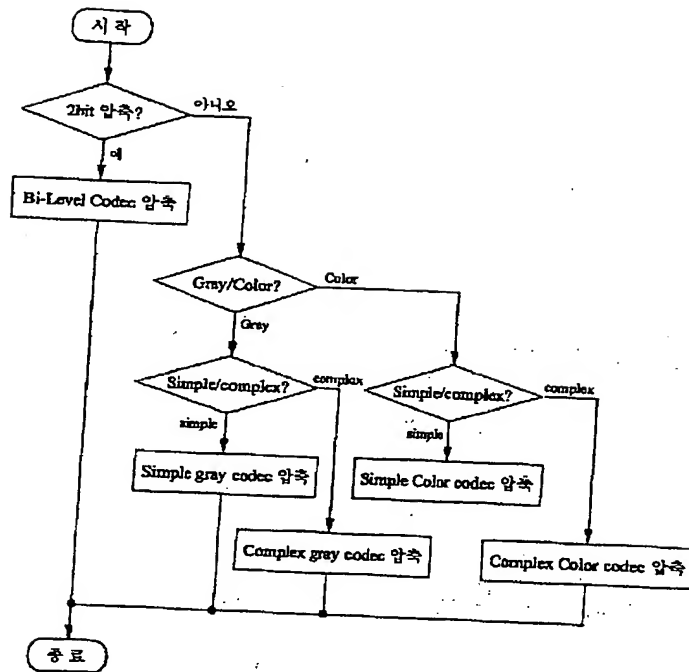 시 작
2bit 압축?
아니오
예
Bi-Level Codec 압축
Gray/Color?
Color
Gray
Simple/complex?
complex
Simple/complex?
complex
simple
simple
Simple gray codec 압축
Simple Color codec 압축
Complex gray codec 압축
Complex Color codec 압축
종 료